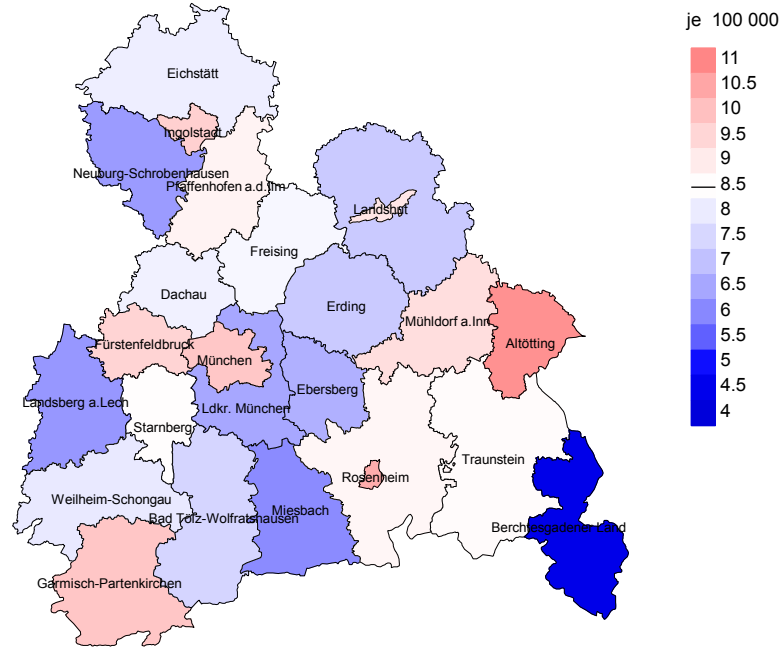 je 100 000
11
10.5
10
9.5
9
8.5
8
7.5
7
6.5
6
5.5
5
4.5
4
Eichstätt
Ingolstadt
Neuburg-Schrobenhausen
Pfaffenhofen a.d.Ilm
Landshut
Freising
Dachau
Erding
Mühldorf a.Inn
Fürstenfeldbruck
München
Altötting
Ebersberg
Landsberg a.Lech
Ldkr. München
Starnberg
Traunstein
Rosenheim
Weilheim-Schongau
Miesbach
Bad Tölz-Wolfratshausen
Berchtesgadener Land
Garmisch-Partenkirchen